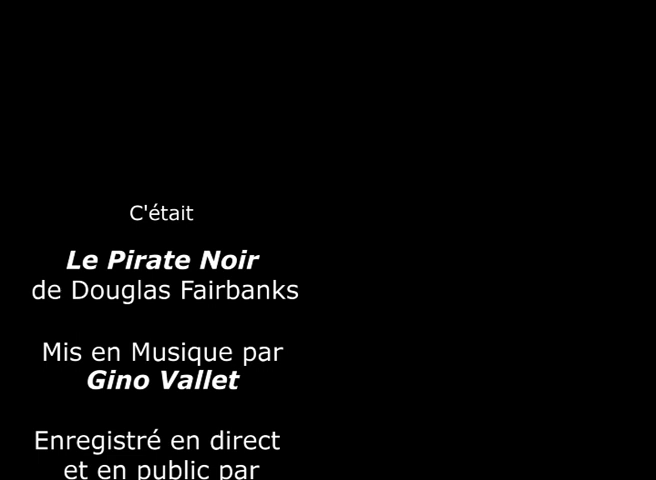 C'était
Le Pirate Noir
de Douglas Fairbanks
Mis en Musique par
Gino Vallet
Enregistré en direct
et en public par